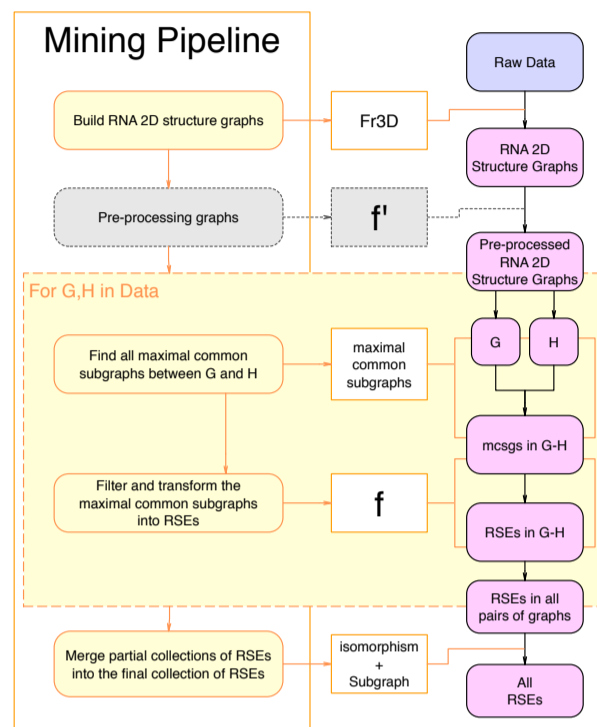 Mining Pipeline
Raw Data
Build RNA 2D structure graphs
Fr3D
RNA 2D
Structure Graphs
Pre-processing graphs
f'
Pre-processed
RNA 2D
Structure Graphs
For G,H in Data
G
H
Find all maximal common
subgraphs between G and H
maximal
common
subgraphs
mcsgs in G-H
Filter and transform the
maximal common subgraphs
into RSEs
f
RSEs in G-H
RSEs in all
pairs of graphs
Merge partial collections of RSEs
into the final collection of RSEs
isomorphism
+
Subgraph
All
RSEs